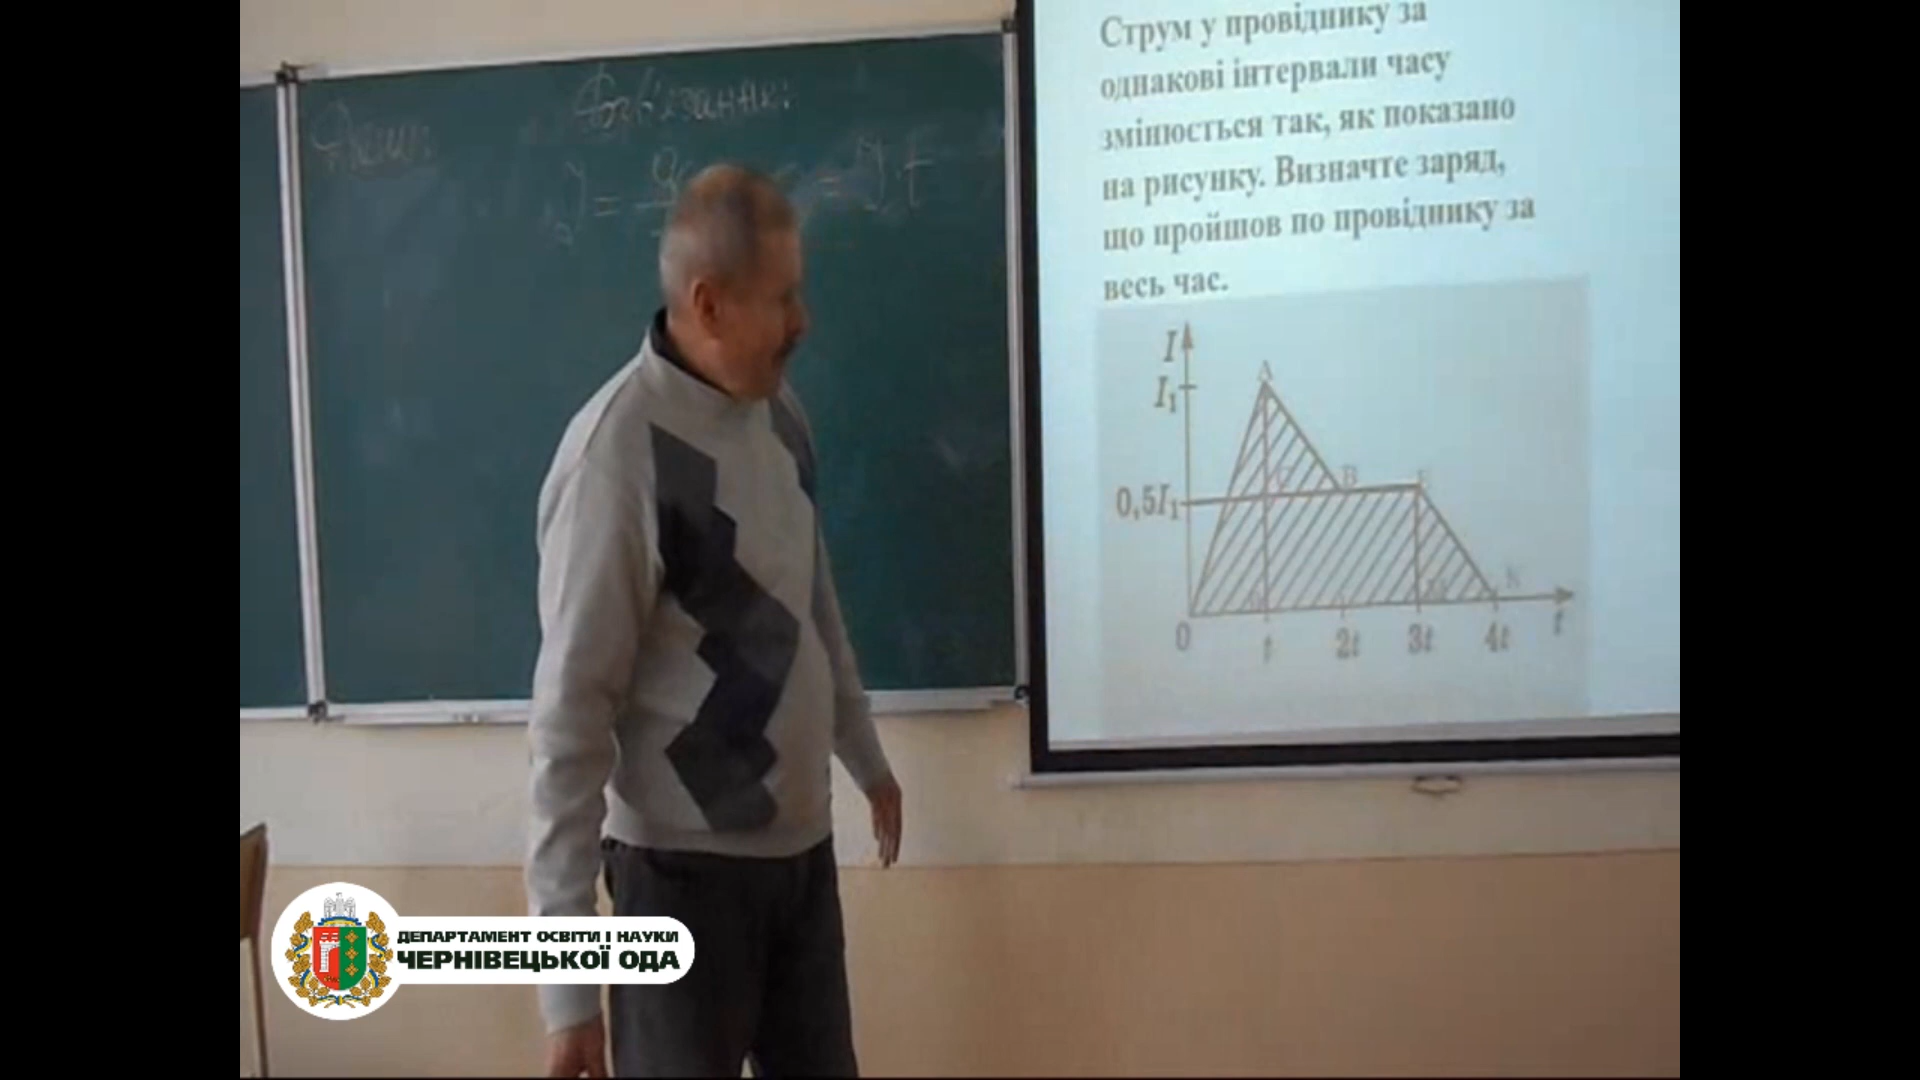 Розв'язання:
Струм у провіднику за
однакові інтервали часу
змінюється так, як показано
на рисунку. Визначте заряд,
що пройшов по провіднику за
весь час.
I
A
I₁
B
0,5I₁
0 t 2t 3t 4t t
ДЕПАРТАМЕНТ ОСВІТИ І НАУКИ
ЧЕРНІВЕЦЬКОЇ ОДА